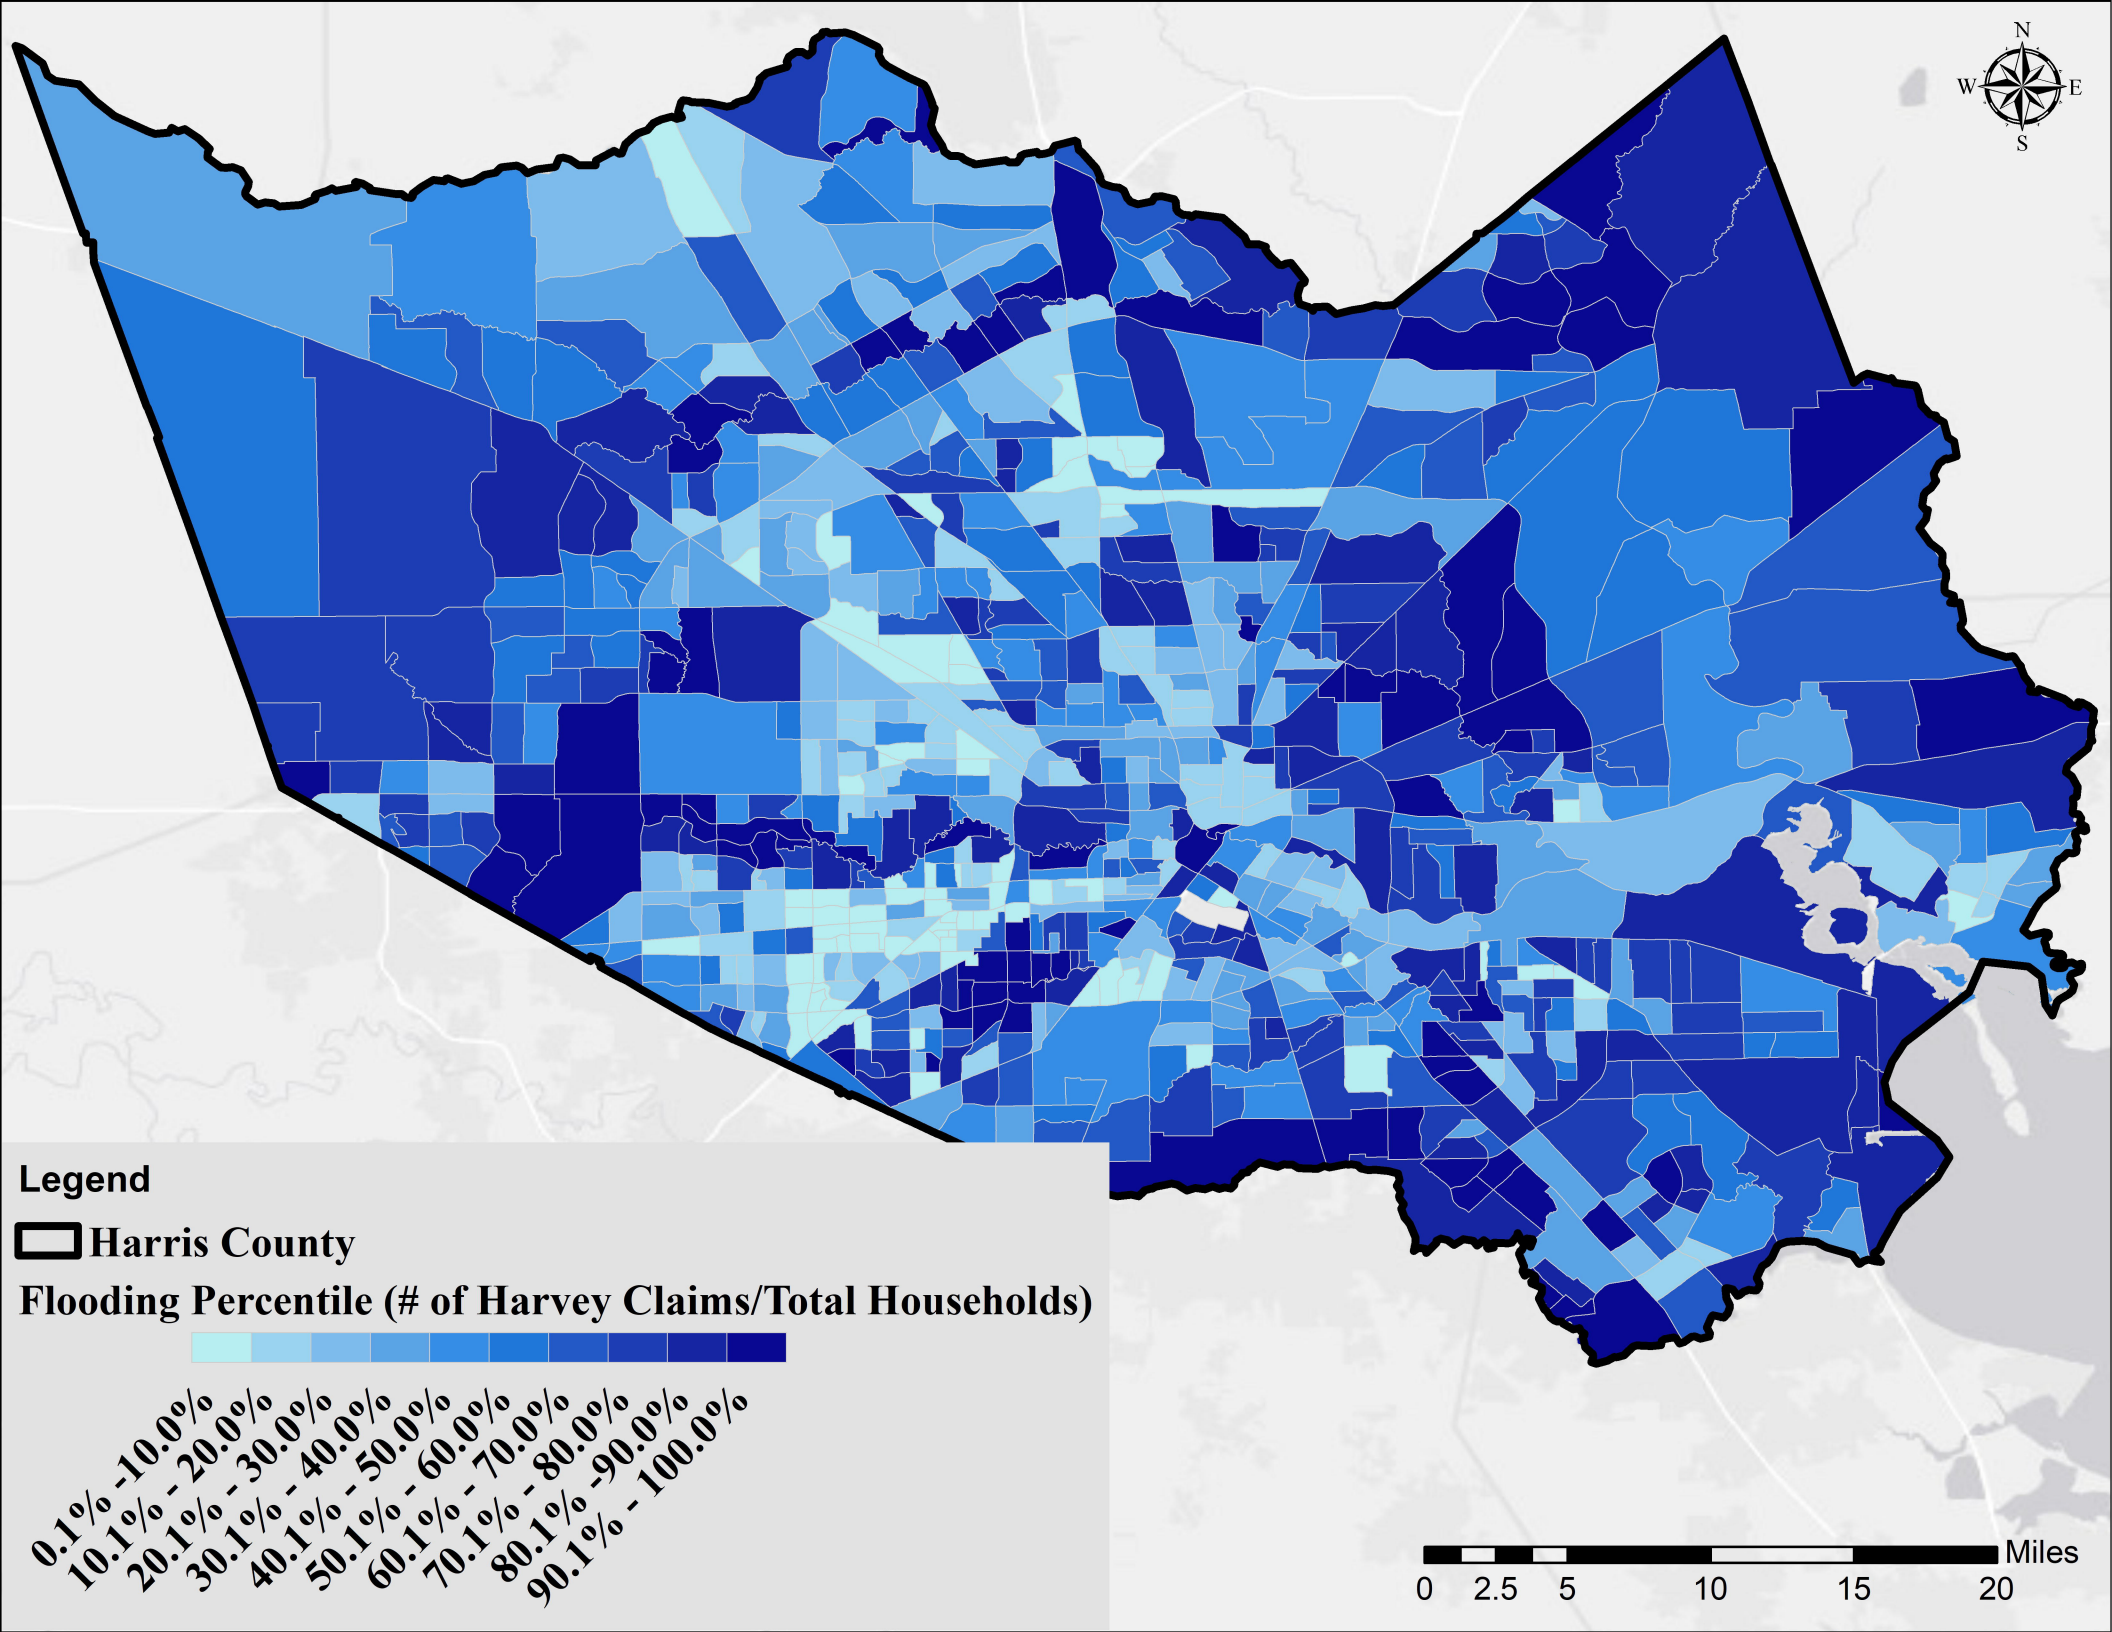 N
W E
S
Legend
Harris County
Flooding Percentile (# of Harvey Claims/Total Households)
0.1% -10.0%
10.1% - 20.0%
20.1% - 30.0%
30.1% - 40.0%
40.1% - 50.0%
50.1% - 60.0%
60.1% - 70.0%
70.1% - 80.0%
80.1% -90.0%
90.1% - 100.0%
Miles
0 2.5 5 10 15 20